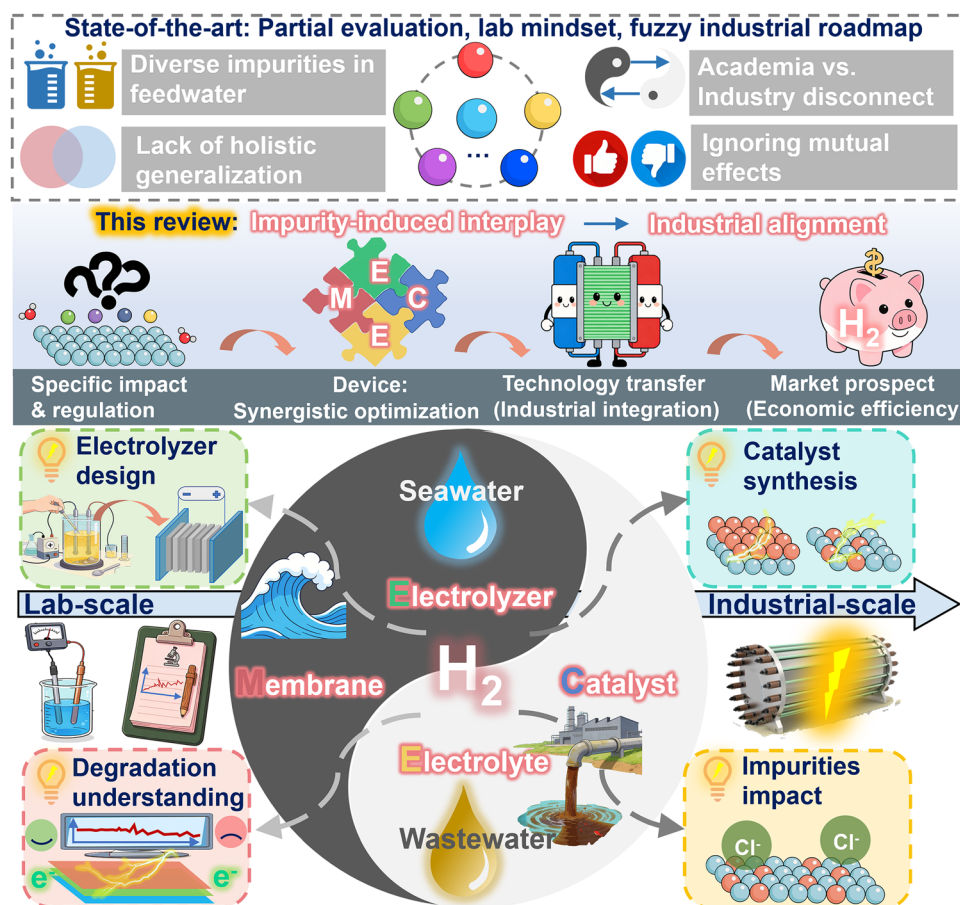 State-of-the-art: Partial evaluation, lab mindset, fuzzy industrial roadmap
Diverse impurities in
feedwater
Lack of holistic
generalization
...
Academia vs.
Industry disconnect
Ignoring mutual
effects
This review: Impurity-induced interplay
Industrial alignment
???
E
M
C
E
$
H2
Specific impact
& regulation
Device:
Synergistic optimization
Technology transfer
(Industrial integration)
Market prospect
(Economic efficiency
Electrolyzer
design
- +
Seawater
Catalyst
synthesis
Lab-scale
Electrolyzer
Industrial-scale
Membrane
H2
Catalyst
Degradation
understanding
e-
e-
Electrolyte
Wastewater
Impurities
impact
Cl-
Cl-